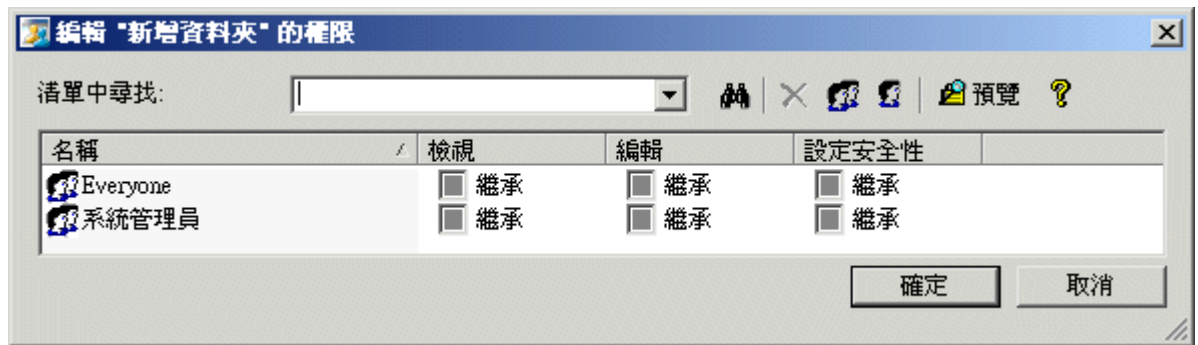 編輯 "新增資料夾" 的權限
清單中尋找: 預覽
名稱 檢視 編輯 設定安全性
Everyone 繼承 繼承 繼承
系統管理員 繼承 繼承 繼承
確定 取消